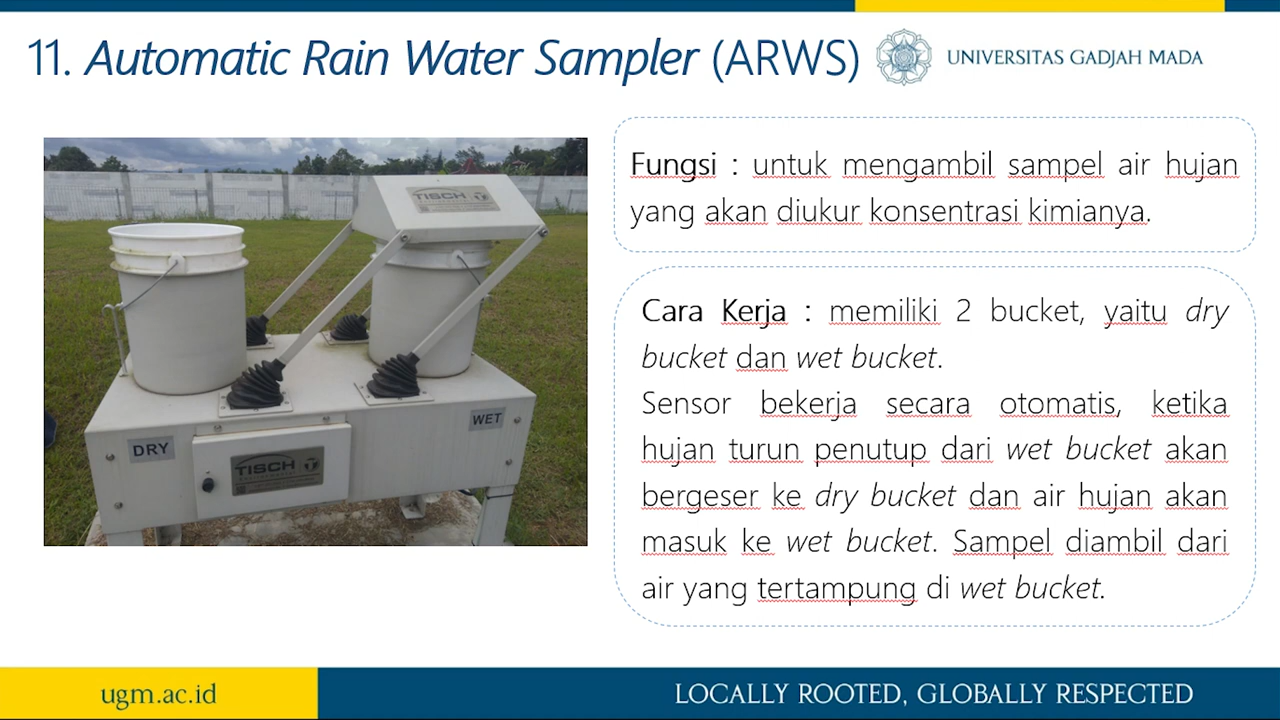 11. Automatic Rain Water Sampler (ARWS)
UNIVERSITAS GADJAH MADA
TISCH
DRY
WET
TISCH
Fungsi : untuk mengambil sampel air hujan
yang akan diukur konsentrasi kimianya.
Cara Kerja : memiliki 2 bucket, yaitu dry
bucket dan wet bucket.
Sensor bekerja secara otomatis, ketika
hujan turun penutup dari wet bucket akan
bergeser ke dry bucket dan air hujan akan
masuk ke wet bucket. Sampel diambil dari
air yang tertampung di wet bucket.
ugm.ac.id
LOCALLY ROOTED, GLOBALLY RESPECTED